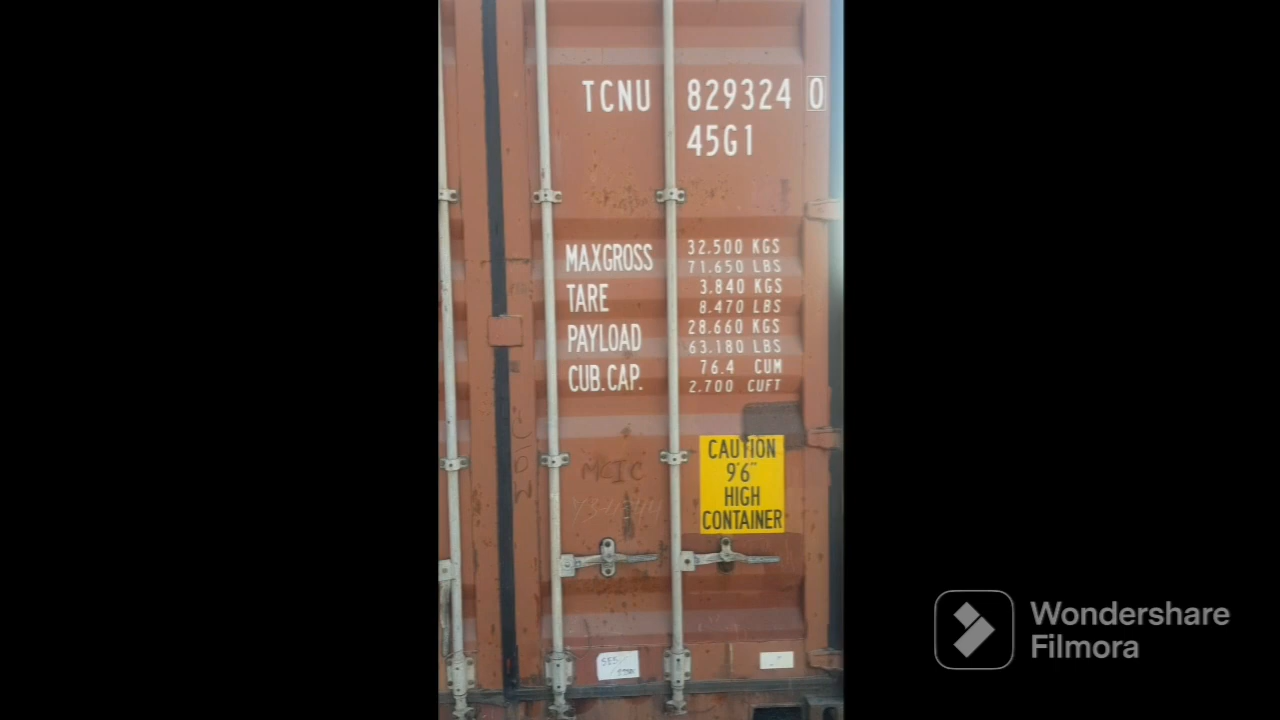 TCNU 829324 0
45G1
MAXGROSS 32.500 KGS
71.650 LBS
TARE 3.840 KGS
8.470 LBS
PAYLOAD 28.660 KGS
63.180 LBS
CUB.CAP. 76.4 CUM
2.700 CUFT
CAUTION
9'6"
HIGH
CONTAINER
MCIC
Wondershare
Filmora